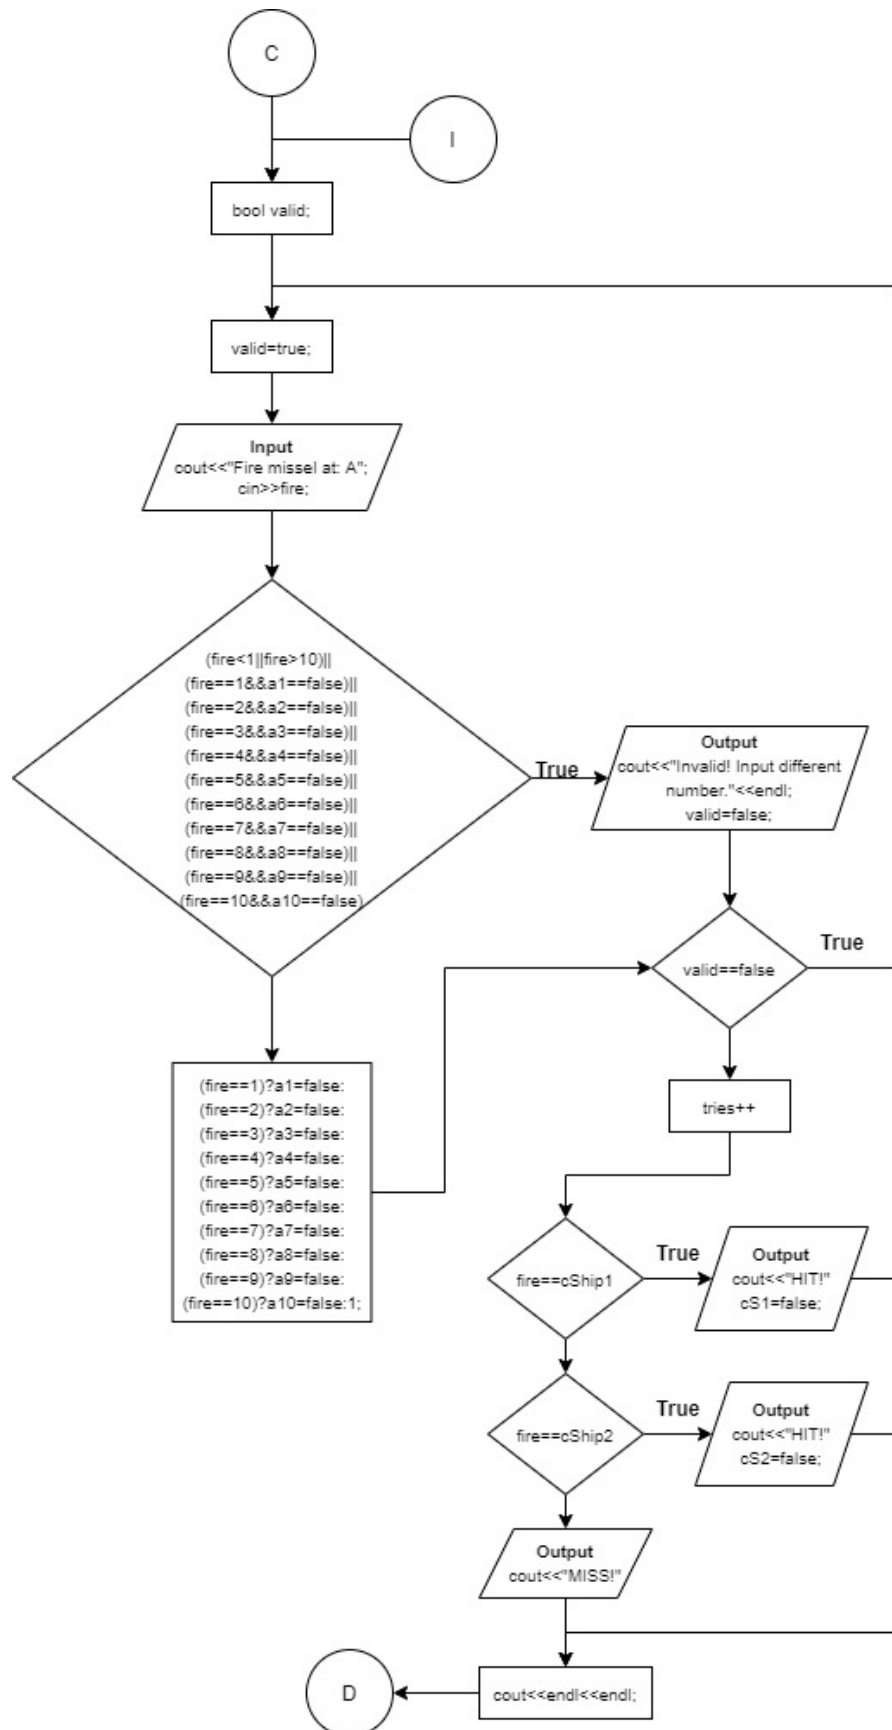 C
I
bool valid;
valid=true;
Input
cout<<"Fire missel at: A";
cin>>fire;
(fire<1||fire>10)||
(fire==1&&a1==false)||
(fire==2&&a2==false)||
(fire==3&&a3==false)||
(fire==4&&a4==false)||
(fire==5&&a5==false)||
(fire==6&&a6==false)||
(fire==7&&a7==false)||
(fire==8&&a8==false)||
(fire==9&&a9==false)||
(fire==10&&a10==false)
True
Output
cout<<"Invalid! Input different
number."<<endl;
valid=false;
valid==false
True
(fire==1)?a1=false:
(fire==2)?a2=false:
(fire==3)?a3=false:
(fire==4)?a4=false:
(fire==5)?a5=false:
(fire==6)?a6=false:
(fire==7)?a7=false:
(fire==8)?a8=false:
(fire==9)?a9=false:
(fire==10)?a10=false:1;
tries++
fire==cShip1
True
Output
cout<<"HIT!"
cS1=false;
fire==cShip2
True
Output
cout<<"HIT!"
cS2=false;
Output
cout<<"MISS!"
cout<<endl<<endl;
D